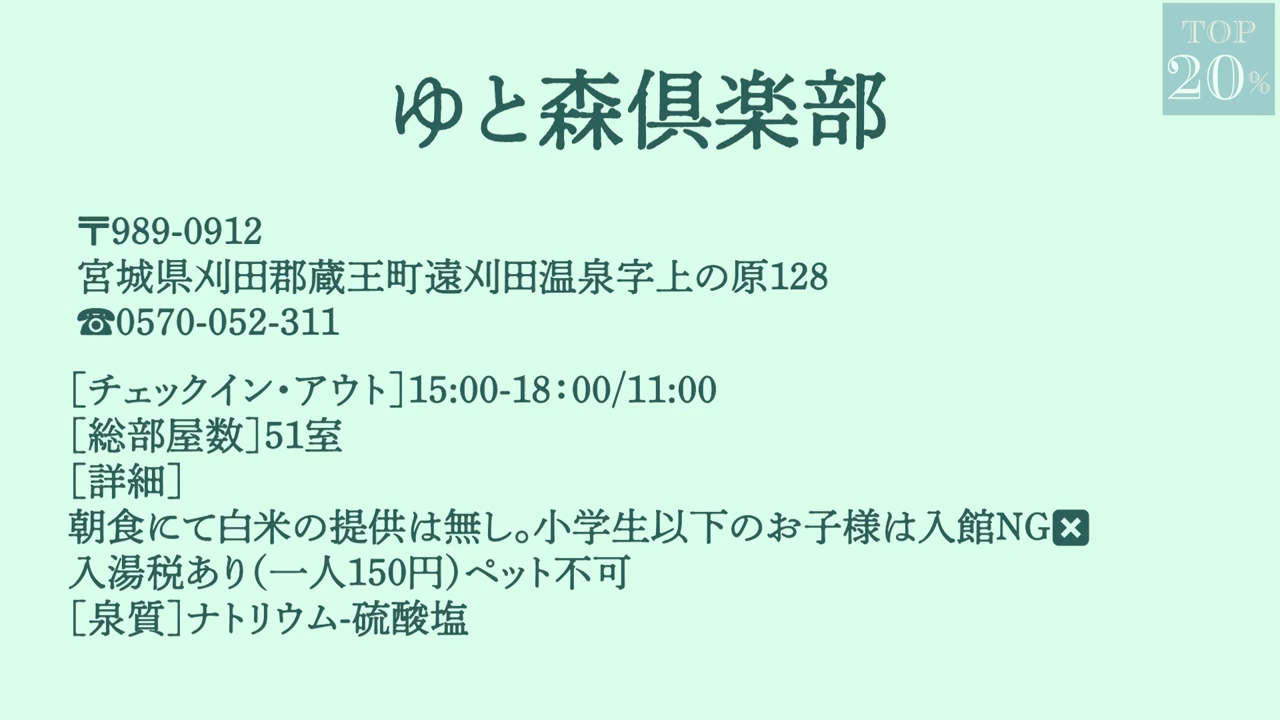 TOP
20%
ゆと森倶楽部
〒989-0912
宮城県刈田郡蔵王町遠刈田温泉字上の原128
☎0570-052-311
[チェックイン・アウト]15:00-18：00/11:00
[総部屋数]51室
[詳細]
朝食にて白米の提供は無し。小学生以下のお子様は入館NG❎
入湯税あり(一人150円)ペット不可
[泉質]ナトリウム-硫酸塩